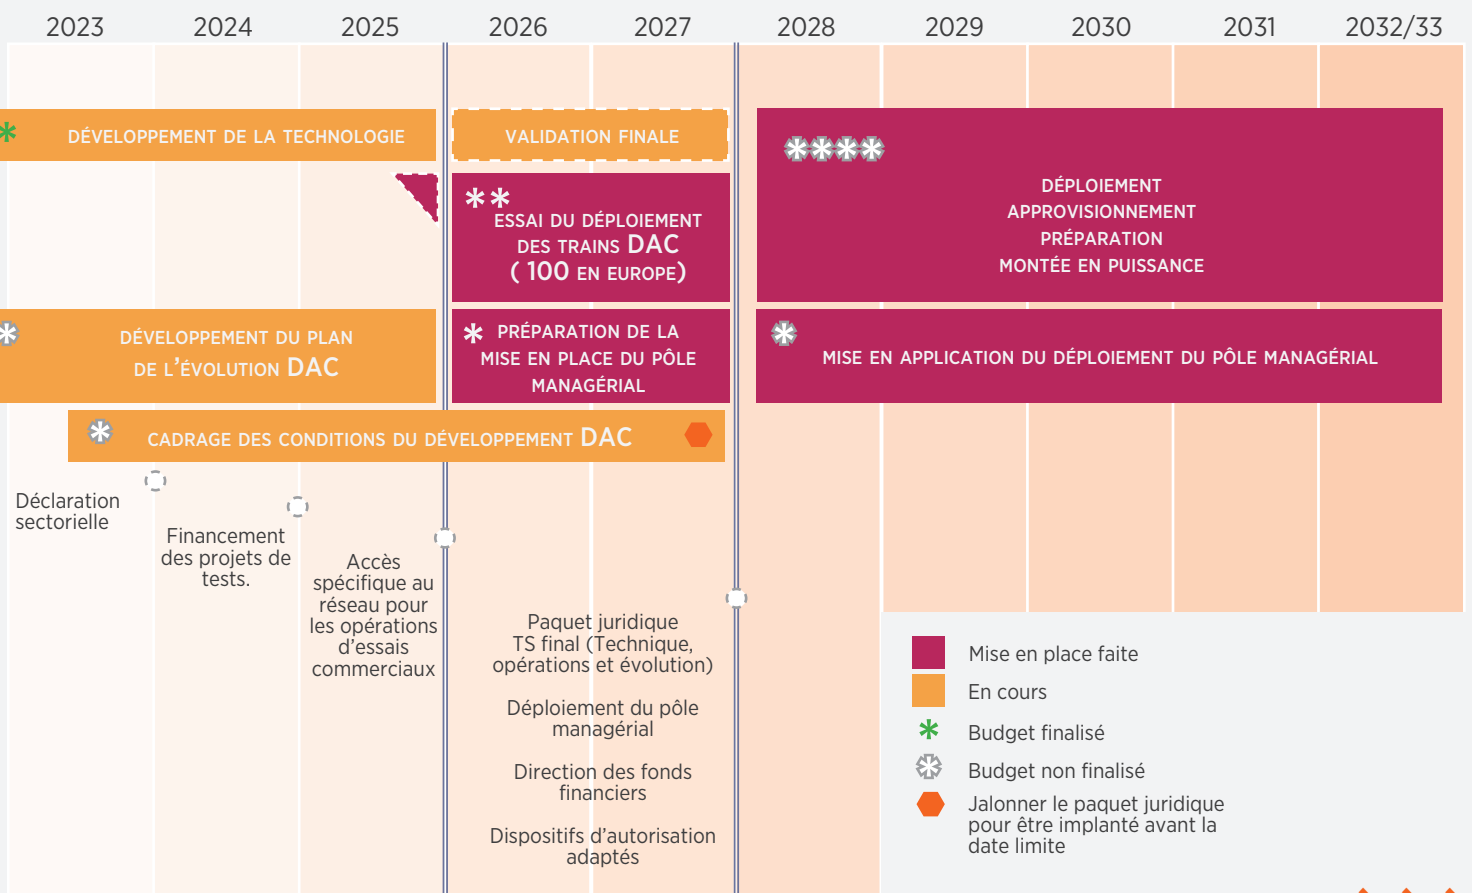 2023 2024 2025 2026 2027 2028 2029 2030 2031 2032/33
* DÉVELOPPEMENT DE LA TECHNOLOGIE
VALIDATION FINALE
**
ESSAI DU DÉPLOIEMENT
DES TRAINS DAC
( 100 EN EUROPE)
****
DÉPLOIEMENT
APPROVISIONNEMENT
PRÉPARATION
MONTÉE EN PUISSANCE
* DÉVELOPPEMENT DU PLAN
DE L'ÉVOLUTION DAC
* PRÉPARATION DE LA
MISE EN PLACE DU PÔLE
MANAGÉRIAL
*
MISE EN APPLICATION DU DÉPLOIEMENT DU PÔLE MANAGÉRIAL
* CADRAGE DES CONDITIONS DU DÉVELOPPEMENT DAC
Déclaration
sectorielle
Financement
des projets de
tests.
Accès
spécifique au
réseau pour
les opérations
d'essais
commerciaux
Paquet juridique
TS final (Technique,
opérations et évolution)
Déploiement du pôle
managérial
Direction des fonds
financiers
Dispositifs d'autorisation
adaptés
Mise en place faite
En cours
* Budget finalisé
* Budget non finalisé
Jalonner le paquet juridique
pour être implanté avant la
date limite